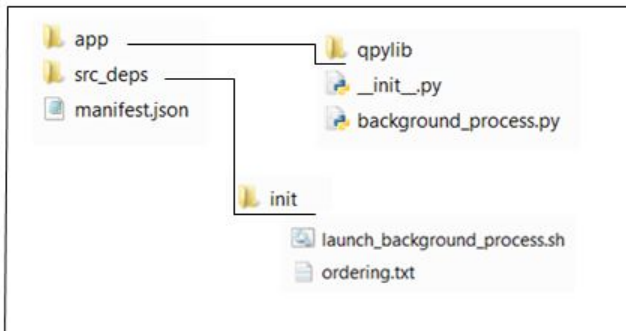 app
src_deps
manifest.json
qpylib
__init__.py
background_process.py
init
launch_background_process.sh
ordering.txt